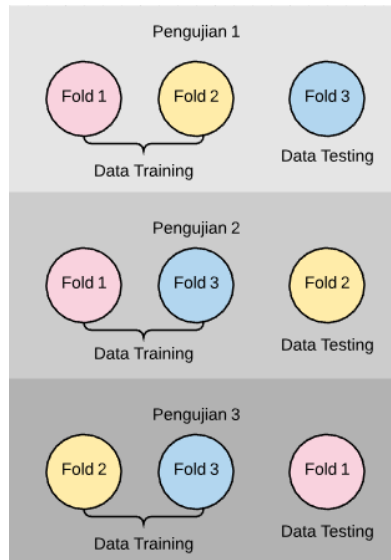 Pengujian 1
Fold 1
Fold 2
Fold 3
Data Training
Data Testing
Pengujian 2
Fold 1
Fold 3
Fold 2
Data Training
Data Testing
Pengujian 3
Fold 2
Fold 3
Fold 1
Data Training
Data Testing